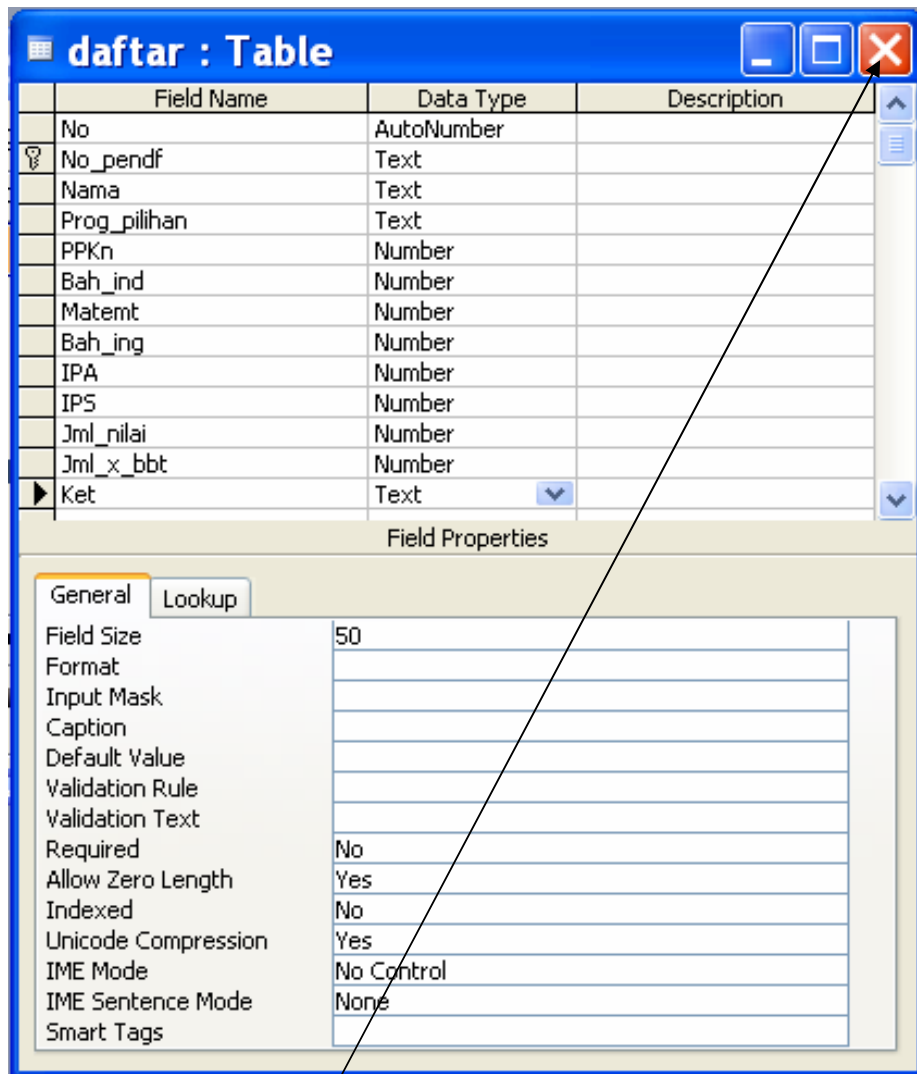 daftar : Table
Field Name Data Type Description
No AutoNumber
No_pendf Text
Nama Text
Prog_pilihan Text
PPKn Number
Bah_ind Number
Matemt Number
Bah_ing Number
IPA Number
IPS Number
Jml_nilai Number
Jml_x_bbt Number
Ket Text
Field Properties
General Lookup
Field Size 50
Format
Input Mask
Caption
Default Value
Validation Rule
Validation Text
Required No
Allow Zero Length Yes
Indexed No
Unicode Compression Yes
IME Mode No Control
IME Sentence Mode None
Smart Tags